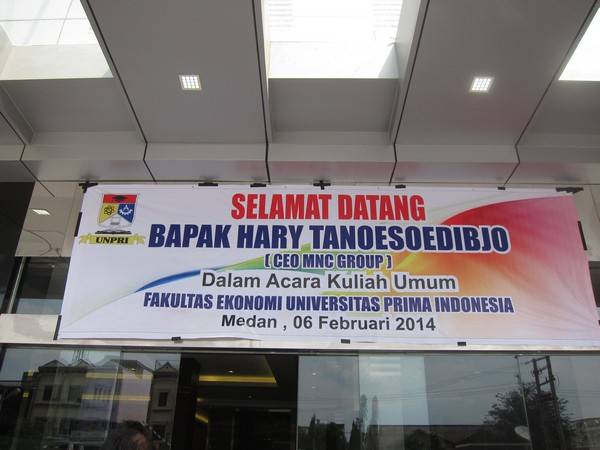 SELAMAT DATANG
BAPAK HARY TANOESOEDIBJO
( CEO MNC GROUP )
Dalam Acara Kuliah Umum
FAKULTAS EKONOMI UNIVERSITAS PRIMA INDONESIA
Medan , 06 Februari 2014
UNPRI